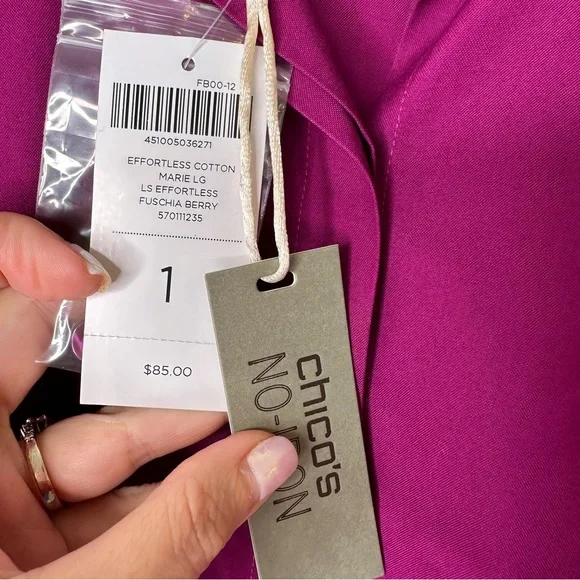 FB00-12
451005036271
EFFORTLESS COTTON
MARIE LG
LS EFFORTLESS
FUSCHIA BERRY
570111235
1
$85.00
chico's
NO-IRON